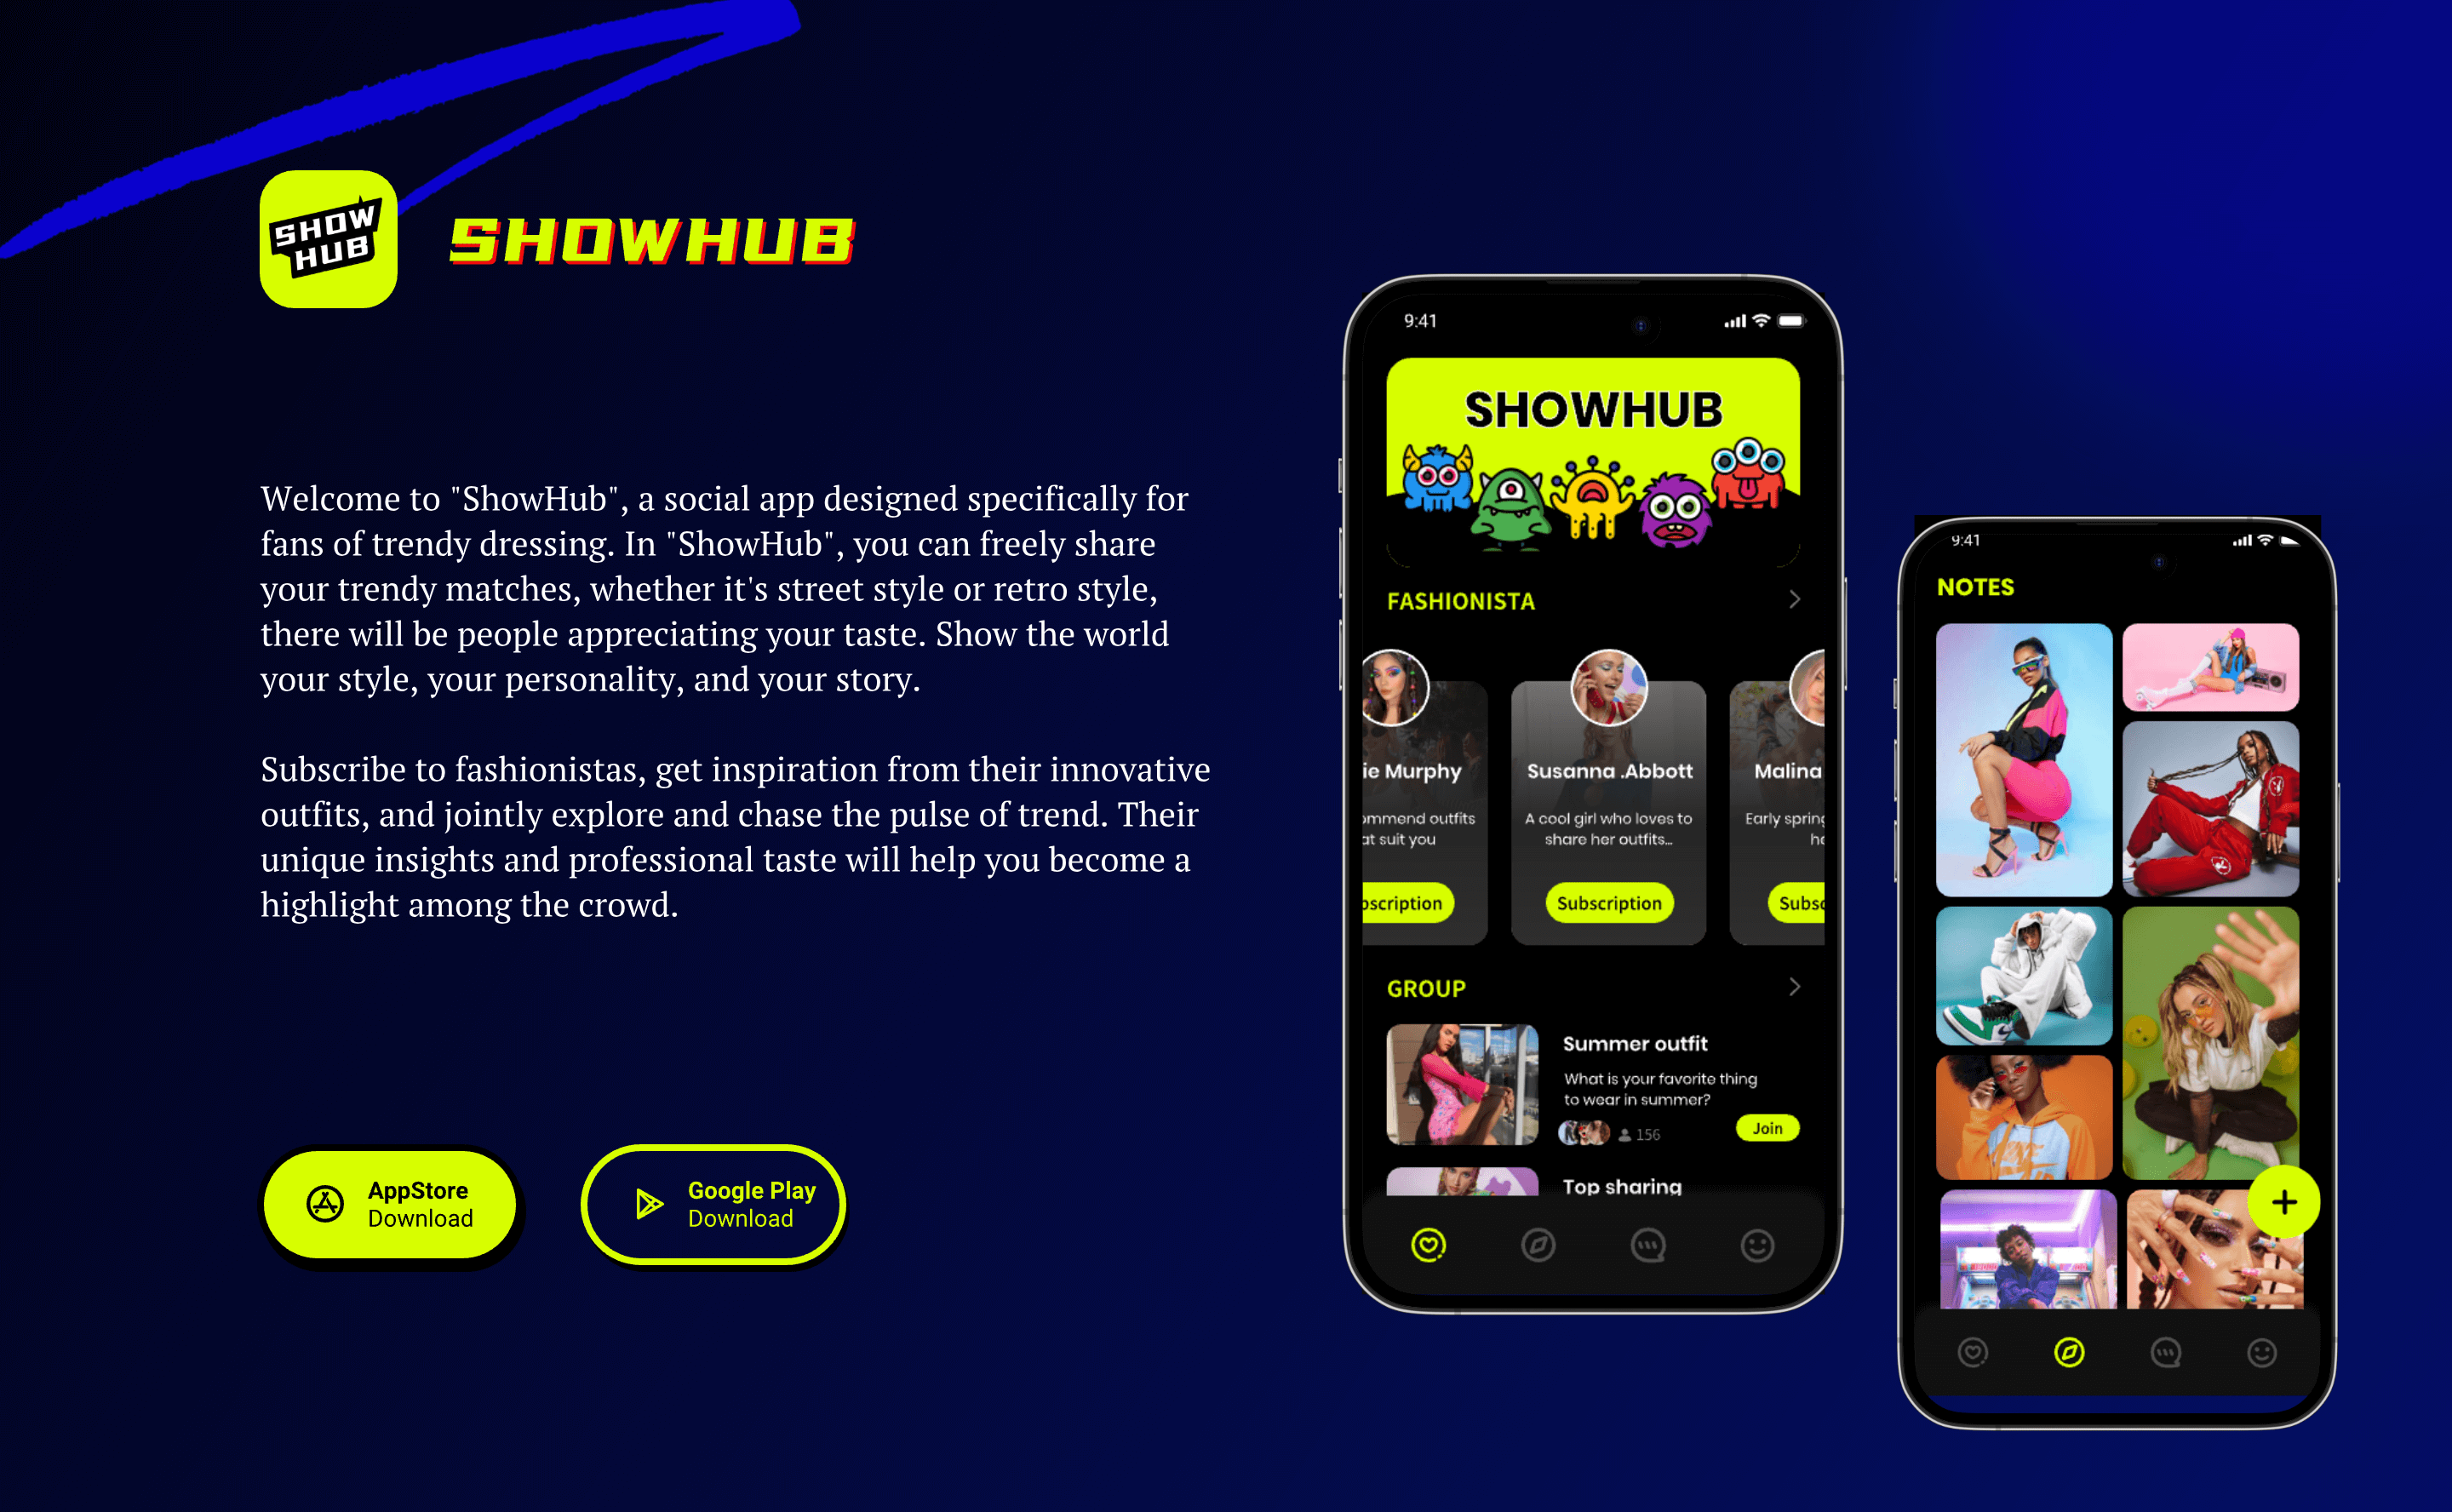 SHOW
HUB
SHOWHUB
Welcome to "ShowHub", a social app designed specifically for
fans of trendy dressing. In "ShowHub", you can freely share
your trendy matches, whether it's street style or retro style,
there will be people appreciating your taste. Show the world
your style, your personality, and your story.
Subscribe to fashionistas, get inspiration from their innovative
outfits, and jointly explore and chase the pulse of trend. Their
unique insights and professional taste will help you become a
highlight among the crowd.
AppStore
Download
Google Play
Download
9:41
SHOWHUB
FASHIONISTA
ie Murphy
ommend outfits
at suit you
bscription
Susanna .Abbott
A cool girl who loves to
share her outfits...
Subscription
Malina
Early spring
Subsc
GROUP
Summer outfit
What is your favorite thing
to wear in summer?
156
Join
Top sharing
9:41
NOTES